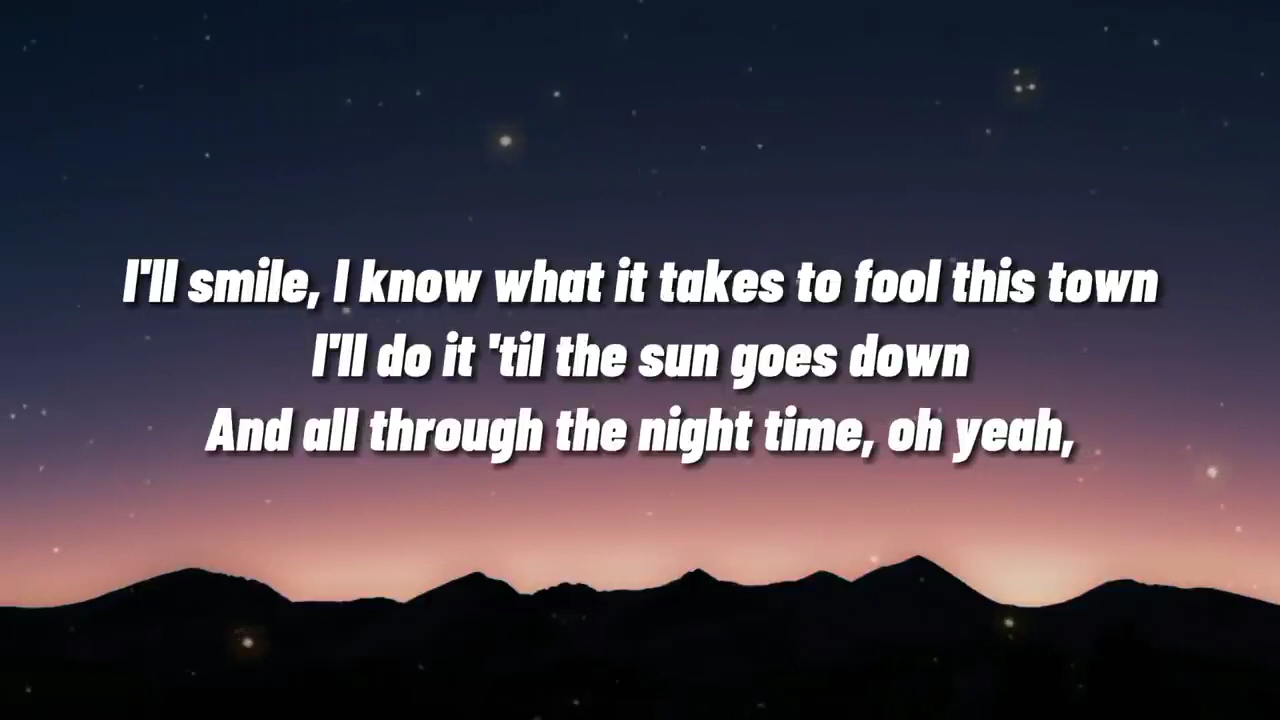 I'll smile, I know what it takes to fool this town
I'll do it 'til the sun goes down
And all through the night time, oh yeah,